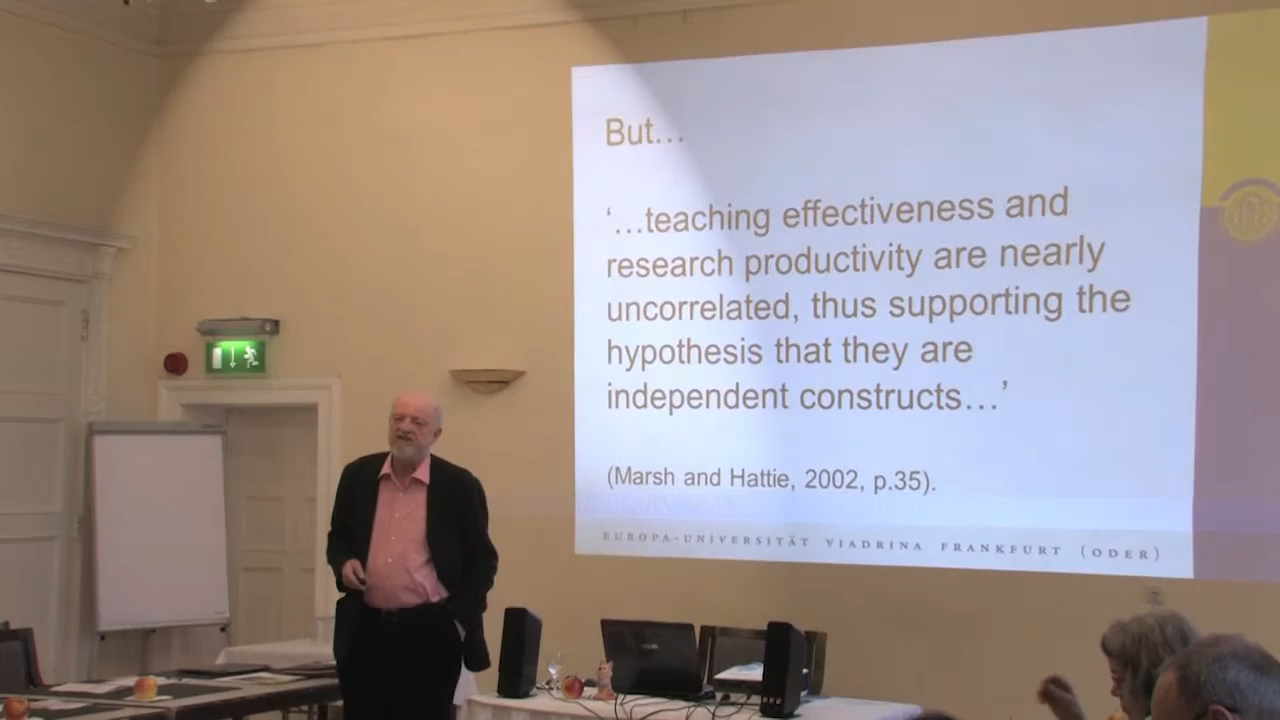 But…
‘…teaching effectiveness and
research productivity are nearly
uncorrelated, thus supporting the
hypothesis that they are
independent constructs…’
(Marsh and Hattie, 2002, p.35).
EUROPA-UNIVERSITÄT VIADRINA FRANKFURT (ODER)